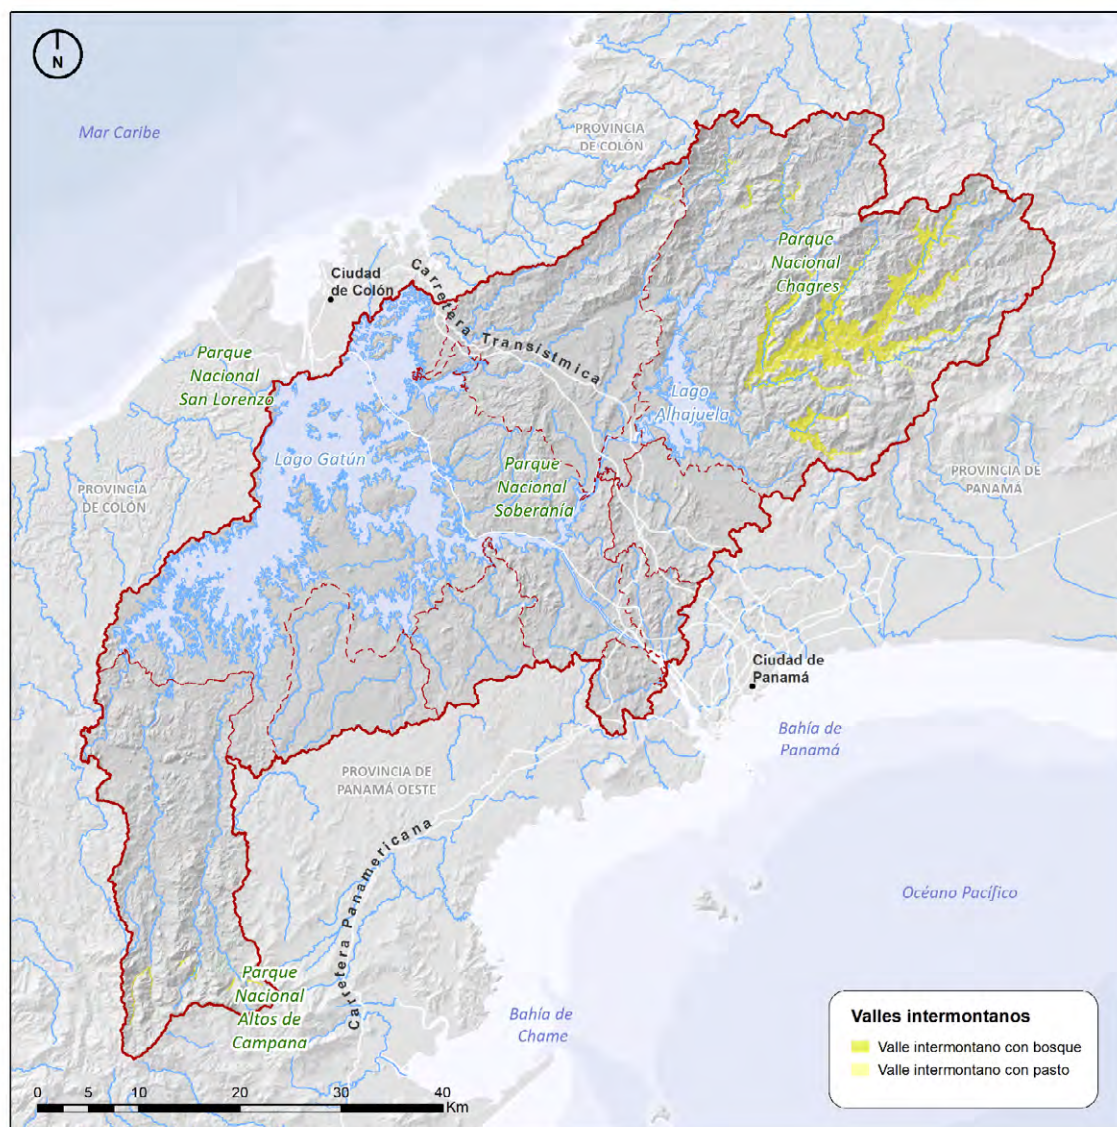 N
Mar Caribe
PROVINCIA
DE COLÓN
Parque
Nacional
Chagres
Ciudad
de Colón
Carretera Transístmica
Parque
Nacional
San Lorenzo
Lago
Alhajuela
Lago Gatún
Parque
Nacional
Soberanía
PROVINCIA
DE COLÓN
PROVINCIA DE
PANAMÁ
Ciudad de
Panamá
Bahía de
Panamá
PROVINCIA DE
PANAMÁ OESTE
Carretera Panamericana
Océano Pacífico
Parque
Nacional
Altos de
Campana
Bahía de
Chame
Valles intermontanos
Valle intermontano con bosque
Valle intermontano con pasto
0 5 10 20 30 40
Km